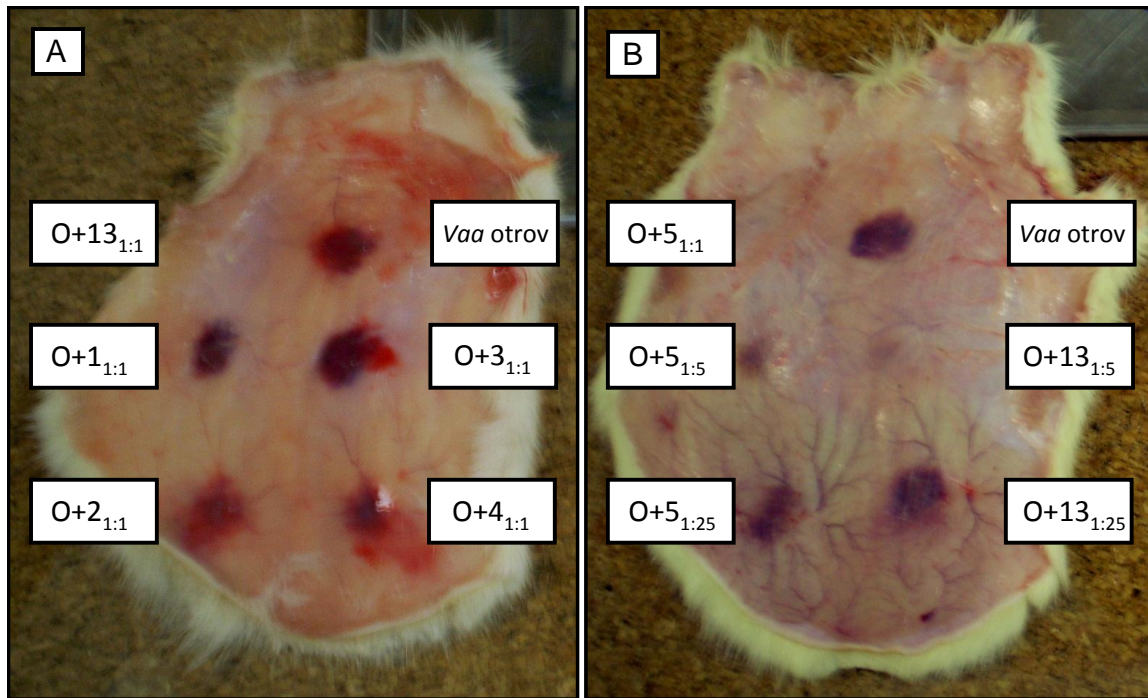 A
O+13₁:₁
Vaa otrov
O+1₁:₁
O+3₁:₁
O+2₁:₁
O+4₁:₁
B
O+5₁:₁
Vaa otrov
O+5₁:₅
O+13₁:₅
O+5₁:₂₅
O+13₁:₂₅